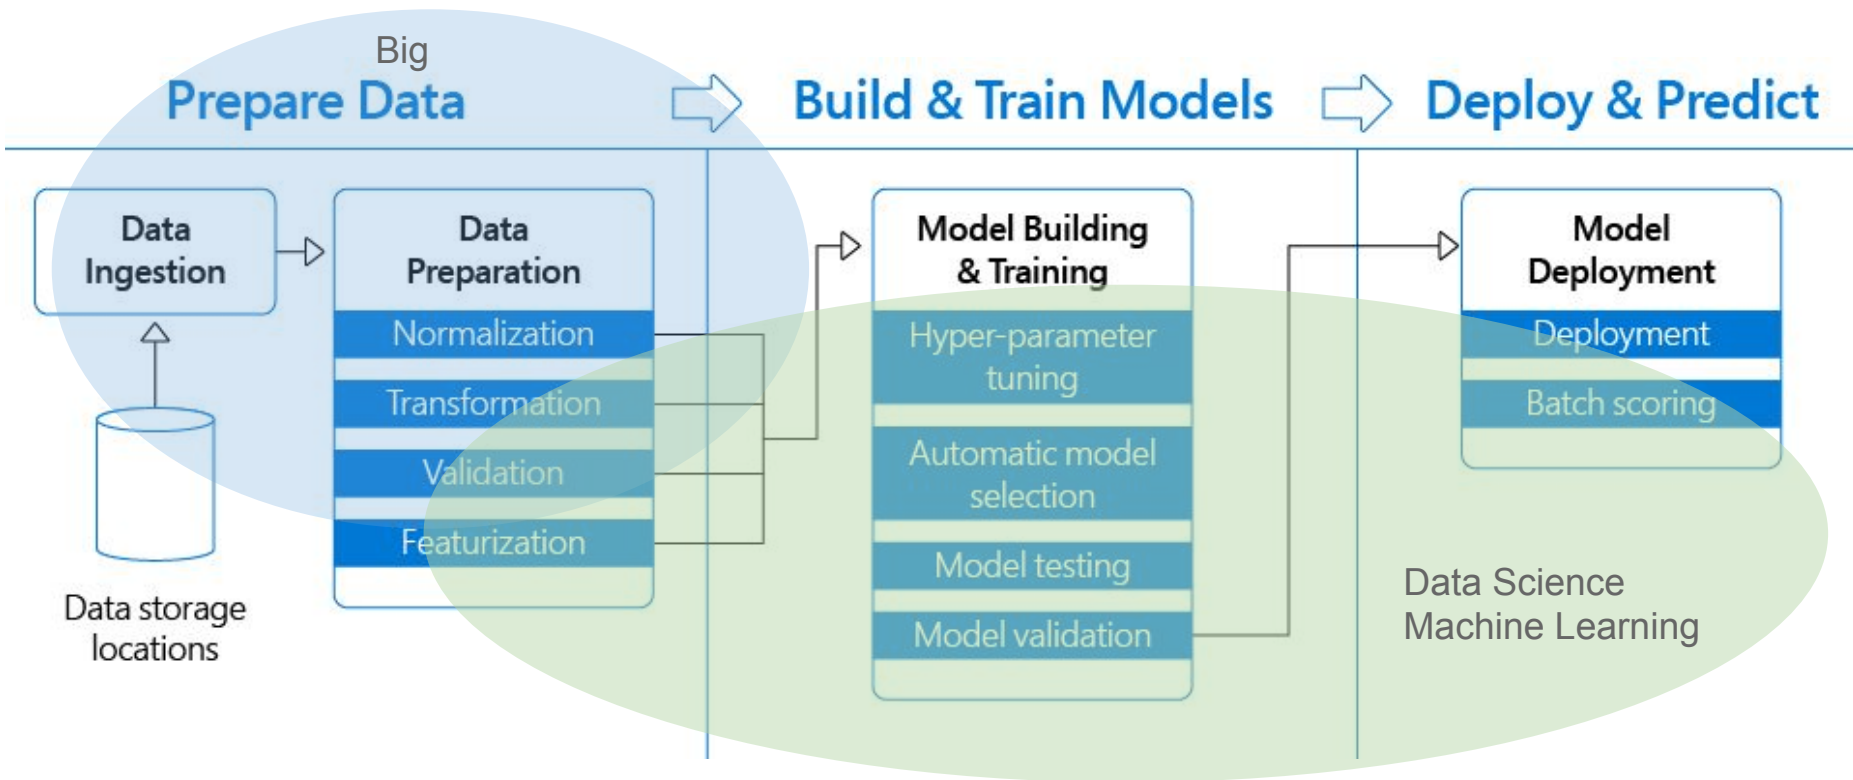 Big
Prepare Data
Build & Train Models
Deploy & Predict
Data
Ingestion
Data storage
locations
Data
Preparation
Normalization
Transformation
Validation
Featurization
Model Building
& Training
Hyper-parameter
tuning
Automatic model
selection
Model testing
Model validation
Model
Deployment
Deployment
Batch scoring
Data Science
Machine Learning